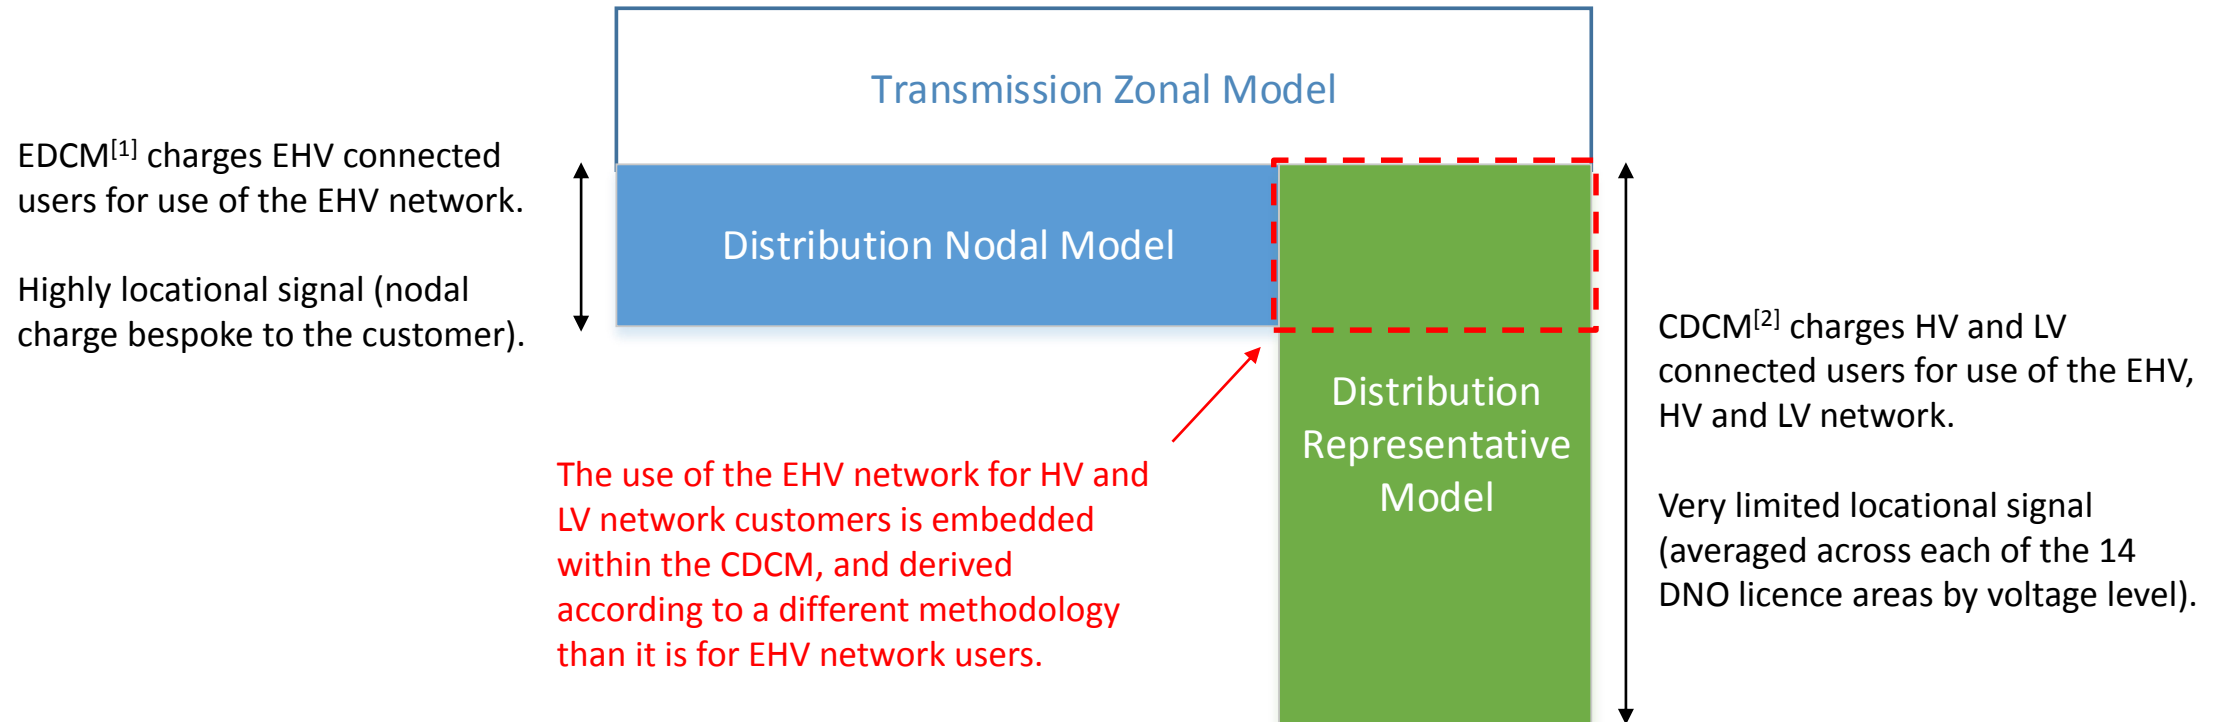 Transmission Zonal Model
EDCM[1] charges EHV connected
users for use of the EHV network.
Highly locational signal (nodal
charge bespoke to the customer).
Distribution Nodal Model
Distribution
Representative
Model
The use of the EHV network for HV and
LV network customers is embedded
within the CDCM, and derived
according to a different methodology
than it is for EHV network users.
CDCM[2] charges HV and LV
connected users for use of the EHV,
HV and LV network.
Very limited locational signal
(averaged across each of the 14
DNO licence areas by voltage level).